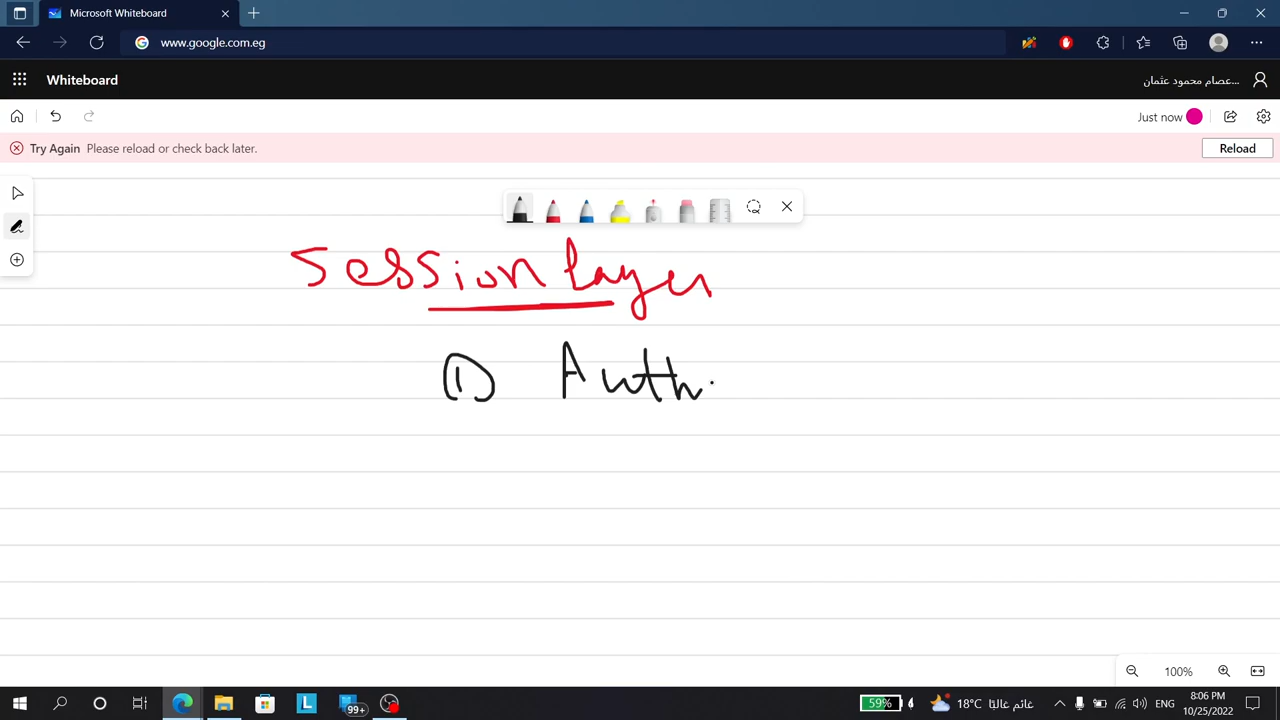 Microsoft Whiteboard
www.google.com.eg
Whiteboard
عصام محمود عثمان...
Just now
Try Again Please reload or check back later.
Reload
Session layer
① Auth
100%
L
99+
59%
18°C غائم غالبًا
ENG
8:06 PM
10/25/2022